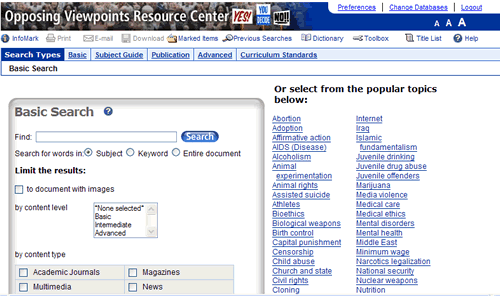 Opposing Viewpoints Resource Center YES! YOU DECIDE NO!
Preferences Change Databases Logout
A A A
InfoMark Print E-mail Download Marked Items Previous Searches Dictionary Toolbox Title List Help
Search Types Basic Subject Guide Publication Advanced Curriculum Standards
Basic Search
Basic Search
Find: Search
Search for words in: Subject Keyword Entire document
Limit the results:
to document with images
by content level
*None selected*
Basic
Intermediate
Advanced
by content type
Academic Journals Magazines
Multimedia News
Or select from the popular topics
below:
Abortion
Adoption
Affirmative action
AIDS (Disease)
Alcoholism
Animal
experimentation
Animal rights
Assisted suicide
Athletes
Bioethics
Biological weapons
Birth control
Capital punishment
Censorship
Child abuse
Church and state
Civil rights
Cloning
Internet
Iraq
Islamic
fundamentalism
Juvenile drinking
Juvenile drug abuse
Juvenile offenders
Marijuana
Media violence
Medical care
Medical ethics
Mental disorders
Mental health
Middle East
Minimum wage
Narcotics legalization
National security
Nuclear weapons
Nutrition